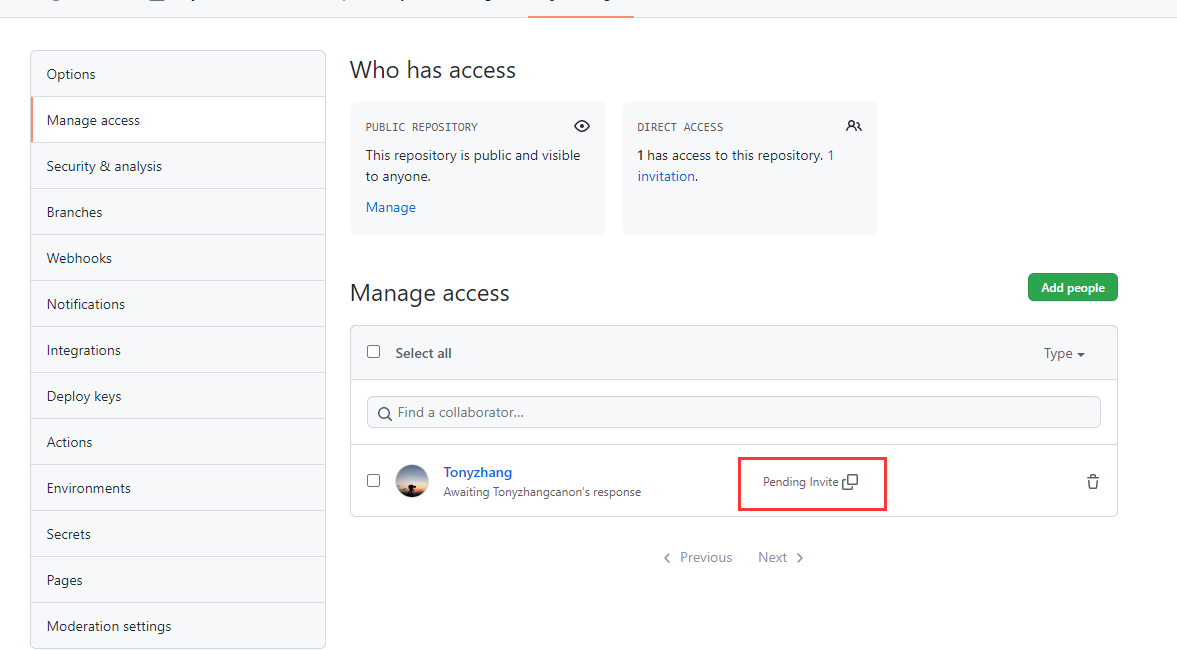 Options
Manage access
Security & analysis
Branches
Webhooks
Notifications
Integrations
Deploy keys
Actions
Environments
Secrets
Pages
Moderation settings
Who has access
PUBLIC REPOSITORY
This repository is public and visible
to anyone.
Manage
DIRECT ACCESS
1 has access to this repository. 1
invitation.
Manage access
Add people
Select all
Type
Find a collaborator...
Tonyzhang
Awaiting Tonyzhangcanon's response
Pending Invite
Previous
Next